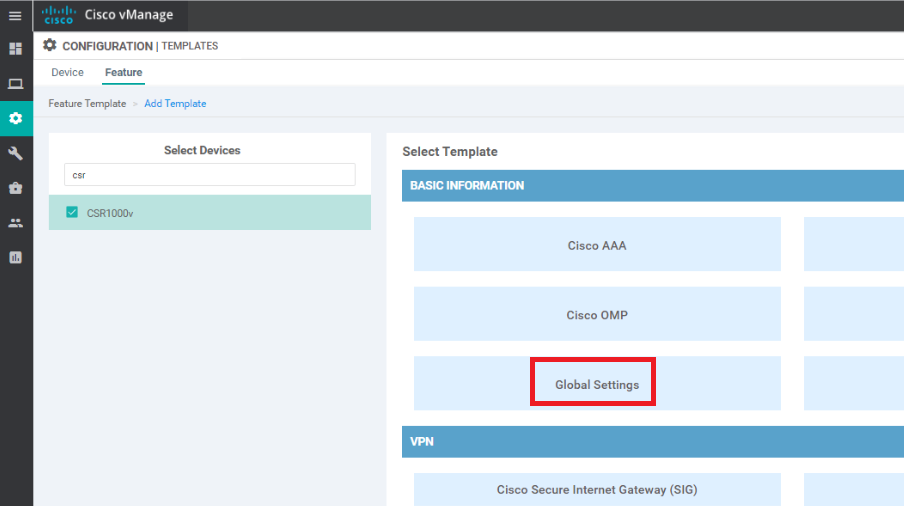 cisco Cisco vManage
CONFIGURATION | TEMPLATES
Device Feature
Feature Template » Add Template
Select Devices
csr
CSR1000v
Select Template
BASIC INFORMATION
Cisco AAA
Cisco OMP
Global Settings
VPN
Cisco Secure Internet Gateway (SIG)